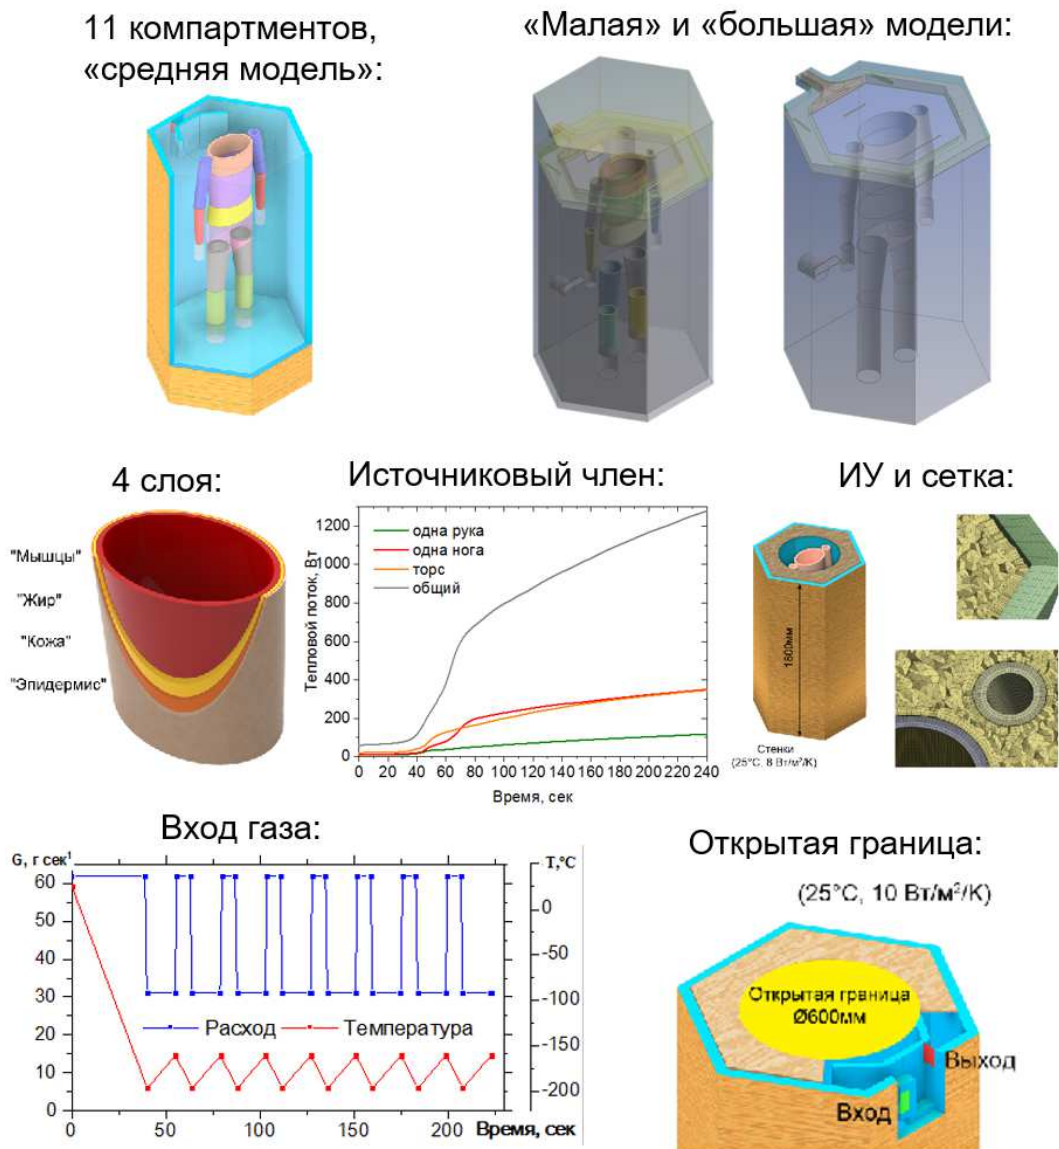 11 компартментов,
«средняя модель»:
«Малая» и «большая» модели:
4 слоя:
"Мышцы"
"Жир"
"Кожа"
"Эпидермис"
Источниковый член:
Тепловой поток, Вт
1200
1000
800
600
400
200
0
одна рука
одна нога
торс
общий
0 20 40 60 80 100 120 140 160 180 200 220 240
Время, сек
ИУ и сетка:
1800мм
Стенки
(25°C, 8 Вт/м²/K)
Вход газа:
G, г сек¹
60
50
40
30
20
10
0
T,°C
0
-50
-100
-150
-200
Расход
Температура
0 50 100 150 200
Время, сек
Открытая граница:
(25°C, 10 Вт/м²/K)
Открытая граница
Ø600мм
Выход
Вход